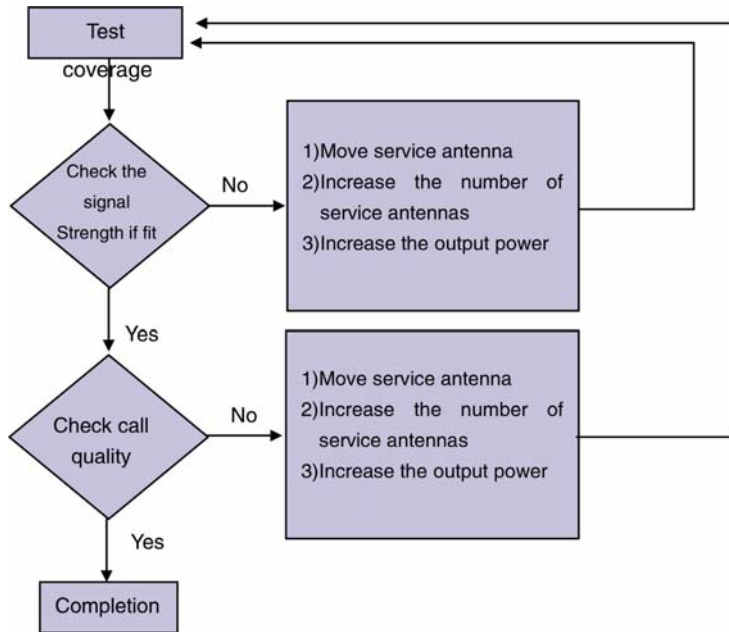 Test
coverage
Check the
signal
Strength if fit
No
1)Move service antenna
2)Increase the number of
service antennas
3)Increase the output power
Yes
Check call
quality
No
1)Move service antenna
2)Increase the number of
service antennas
3)Increase the output power
Yes
Completion